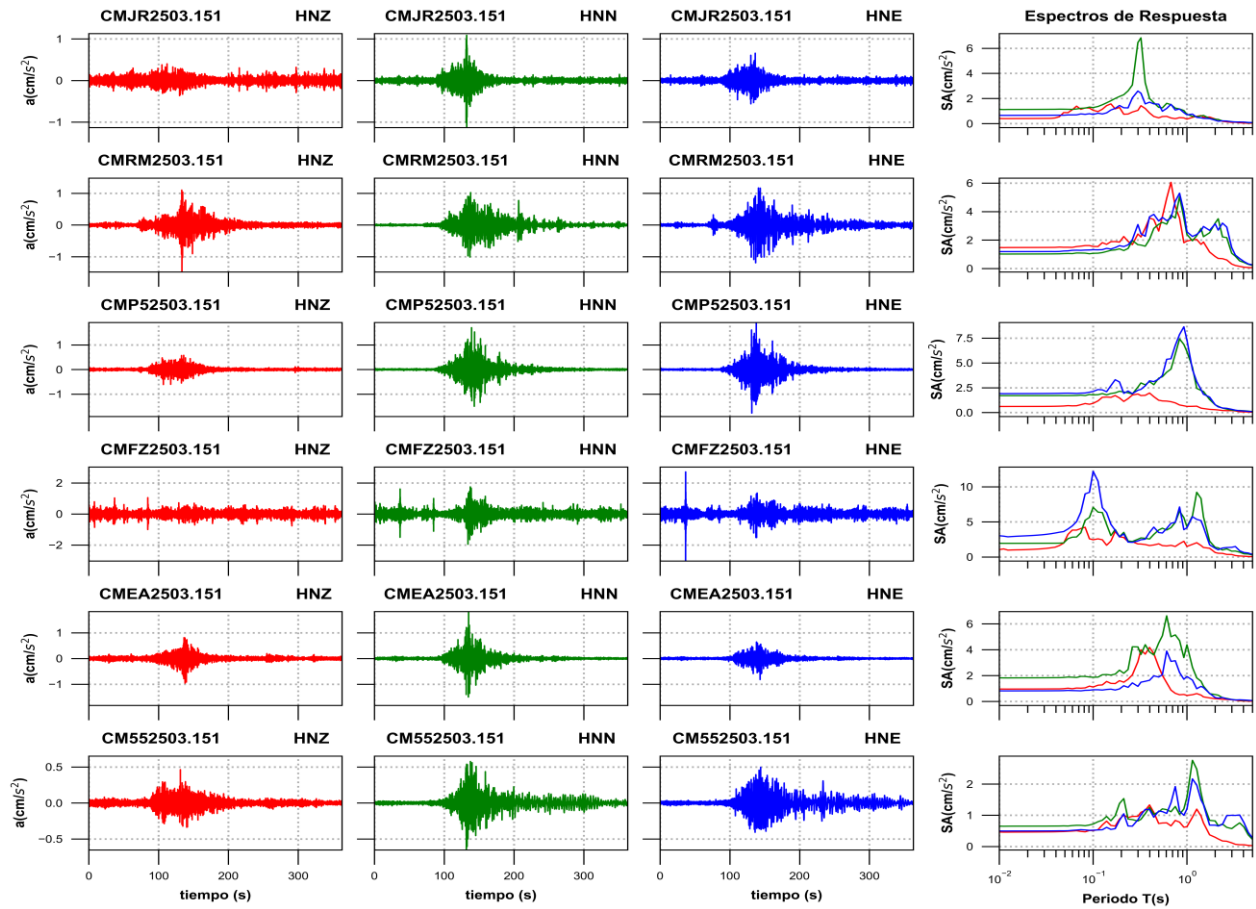 CMJR2503.151 HNZ CMJR2503.151 HNN CMJR2503.151 HNE Espectros de Respuesta
a(cm/s²) 1 0 −1 SA(cm/s²) 6 4 2 0
CMRM2503.151 HNZ CMRM2503.151 HNN CMRM2503.151 HNE
a(cm/s²) 1 0 −1 SA(cm/s²) 6 4 2 0
CMP52503.151 HNZ CMP52503.151 HNN CMP52503.151 HNE
a(cm/s²) 1 0 −1 SA(cm/s²) 7.5 5.0 2.5 0.0
CMFZ2503.151 HNZ CMFZ2503.151 HNN CMFZ2503.151 HNE
a(cm/s²) 2 0 −2 SA(cm/s²) 10 5 0
CMEA2503.151 HNZ CMEA2503.151 HNN CMEA2503.151 HNE
a(cm/s²) 1 0 −1 SA(cm/s²) 6 4 2 0
CM552503.151 HNZ CM552503.151 HNN CM552503.151 HNE
a(cm/s²) 0.5 0.0 −0.5 SA(cm/s²) 2 1 0
0 100 200 300 0 100 200 300 0 100 200 300 10⁻² 10⁻¹ 10⁰
tiempo (s) tiempo (s) tiempo (s) Periodo T(s)